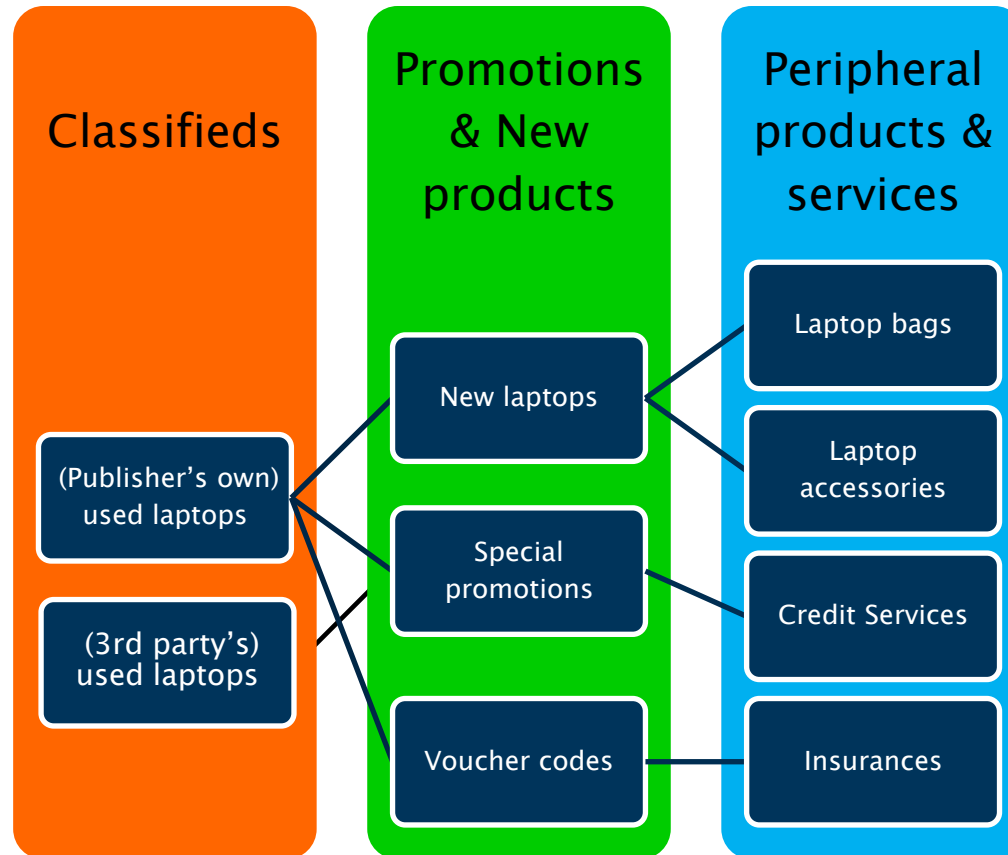 Classifieds
(Publisher’s own)
used laptops
(3rd party’s)
used laptops
Promotions
& New
products
New laptops
Special
promotions
Voucher codes
Peripheral
products &
services
Laptop bags
Laptop
accessories
Credit Services
Insurances